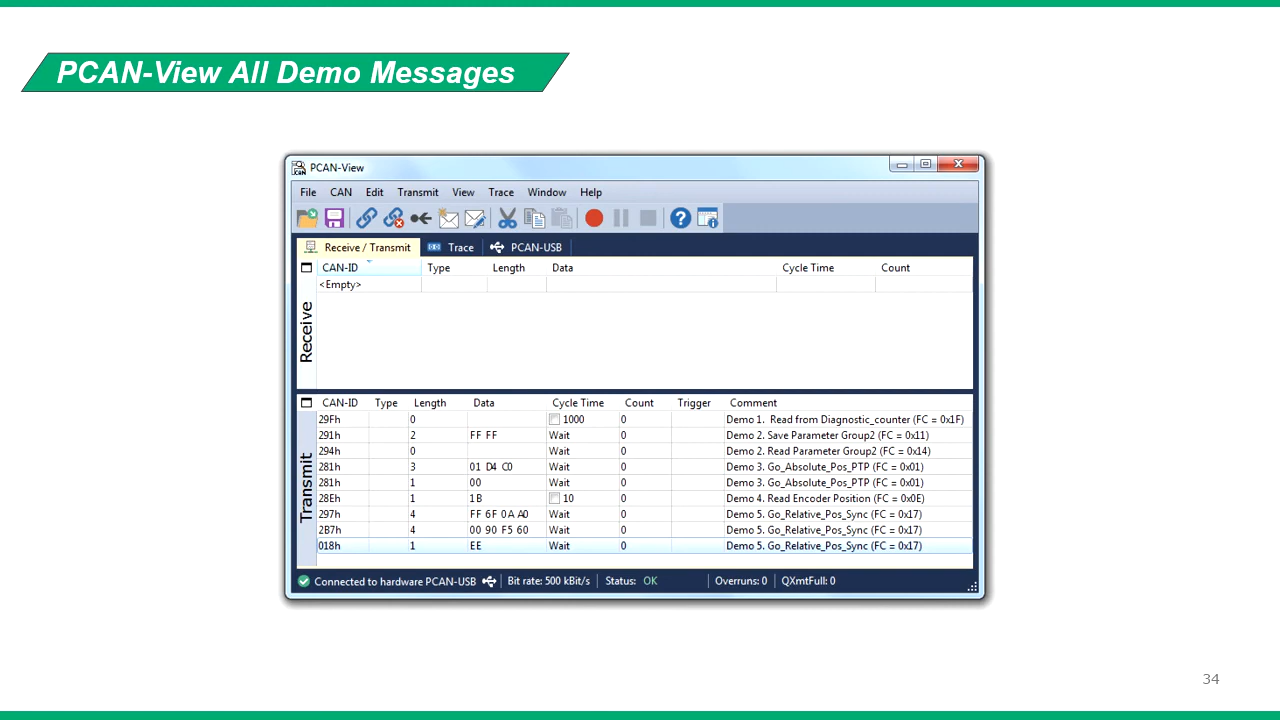 PCAN-View All Demo Messages
PCAN-View
File CAN Edit Transmit View Trace Window Help
Receive / Transmit Trace PCAN-USB
CAN-ID Type Length Data Cycle Time Count
<Empty>
Receive
CAN-ID Type Length Data Cycle Time Count Trigger Comment
29Fh 0 1000 0 Demo 1. Read from Diagnostic_counter (FC = 0x1F)
291h 2 FF FF Wait 0 Demo 2. Save Parameter Group2 (FC = 0x11)
294h 0 Wait 0 Demo 2. Read Parameter Group2 (FC = 0x14)
281h 3 01 D4 C0 Wait 0 Demo 3. Go_Absolute_Pos_PTP (FC = 0x01)
281h 1 00 Wait 0 Demo 3. Go_Absolute_Pos_PTP (FC = 0x01)
28Eh 1 1B 10 0 Demo 4. Read Encoder Position (FC = 0x0E)
297h 4 FF 6F 0A A0 Wait 0 Demo 5. Go_Relative_Pos_Sync (FC = 0x17)
2B7h 4 00 90 F5 60 Wait 0 Demo 5. Go_Relative_Pos_Sync (FC = 0x17)
018h 1 EE Wait 0 Demo 5. Go_Relative_Pos_Sync (FC = 0x17)
Transmit
Connected to hardware PCAN-USB Bit rate: 500 kBit/s Status: OK Overruns: 0 QXmtFull: 0
34